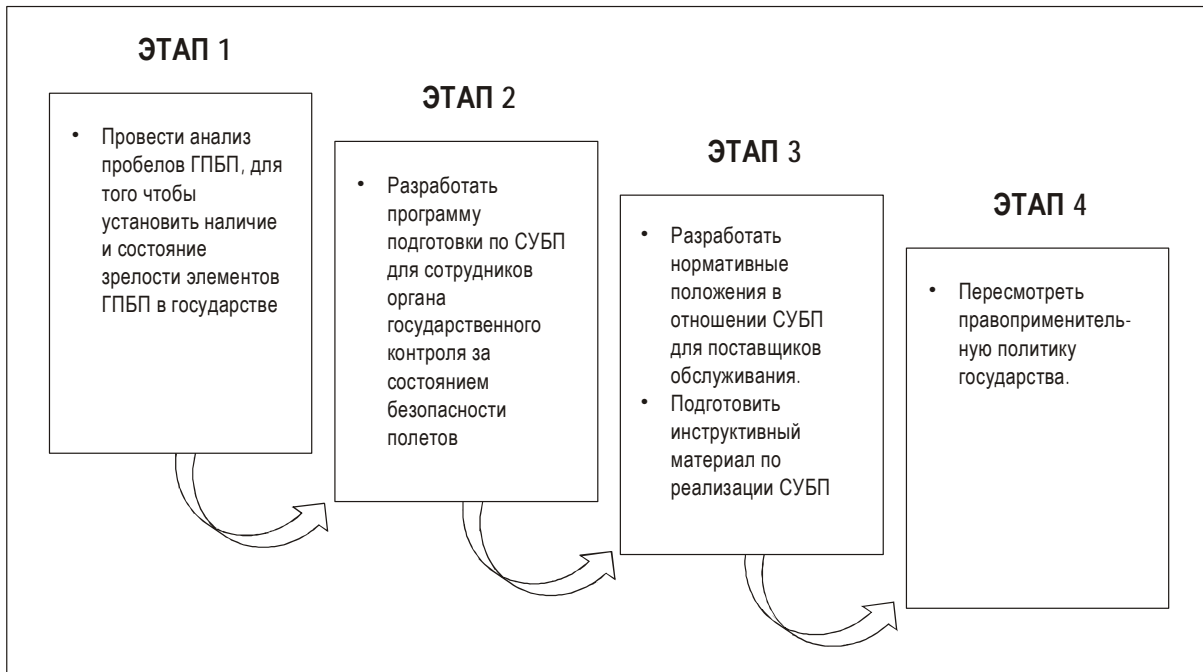 ЭТАП 1
• Провести анализ
пробелов ГПБП, для
того чтобы
установить наличие
и состояние
зрелости элементов
ГПБП в государстве
ЭТАП 2
• Разработать
программу
подготовки по СУБП
для сотрудников
органа
государственного
контроля за
состоянием
безопасности
полетов
ЭТАП 3
• Разработать
нормативные
положения в
отношении СУБП
для поставщиков
обслуживания.
• Подготовить
инструктивный
материал по
реализации СУБП
ЭТАП 4
• Пересмотреть
правоприменитель-
ную политику
государства.